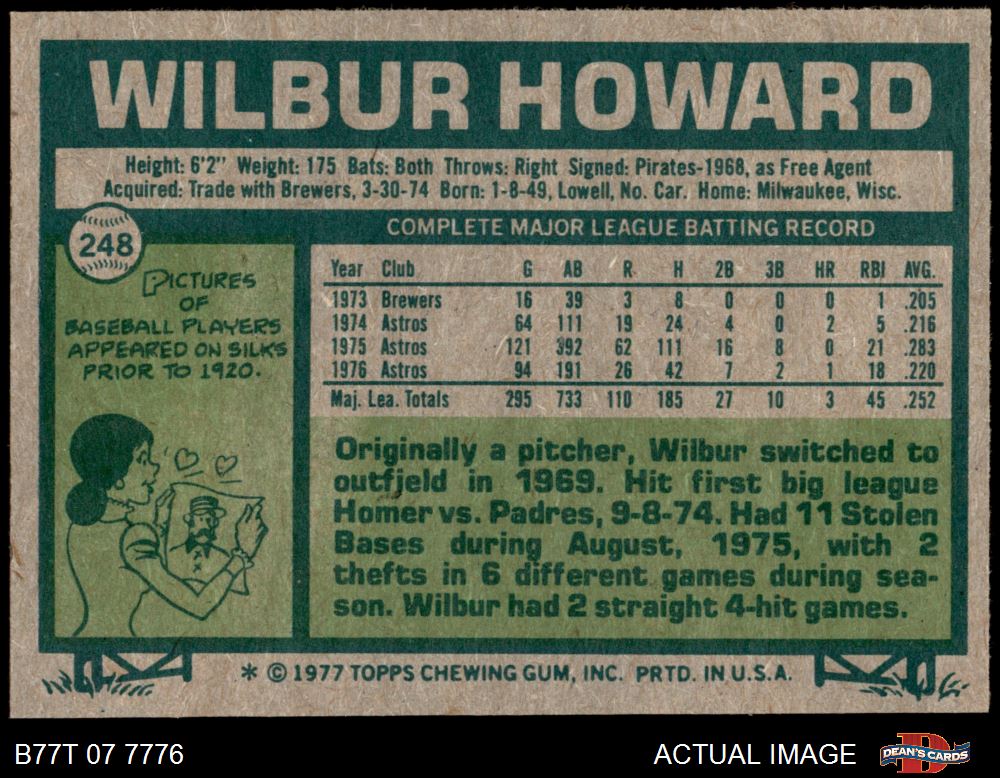 WILBUR HOWARD
Height: 6'2" Weight: 175 Bats: Both Throws: Right Signed: Pirates-1968, as Free Agent
Acquired: Trade with Brewers, 3-30-74 Born: 1-8-49, Lowell, No. Car. Home: Milwaukee, Wisc.
248
PICTURES
OF
BASEBALL PLAYERS
APPEARED ON SILKS
PRIOR TO 1920.
COMPLETE MAJOR LEAGUE BATTING RECORD
Year Club G AB R H 2B 3B HR RBI AVG.
1973 Brewers 16 39 3 8 0 0 0 1 .205
1974 Astros 64 111 19 24 4 0 2 5 .216
1975 Astros 121 392 62 111 16 8 0 21 .283
1976 Astros 94 191 26 42 7 2 1 18 .220
Maj. Lea. Totals 295 733 110 185 27 10 3 45 .252
Originally a pitcher, Wilbur switched to
outfield in 1969. Hit first big league
Homer vs. Padres, 9-8-74. Had 11 Stolen
Bases during August, 1975, with 2
thefts in 6 different games during sea-
son. Wilbur had 2 straight 4-hit games.
* © 1977 TOPPS CHEWING GUM, INC. PRTD. IN U.S.A.
B77T 07 7776
ACTUAL IMAGE
D
DEAN'S CARDS